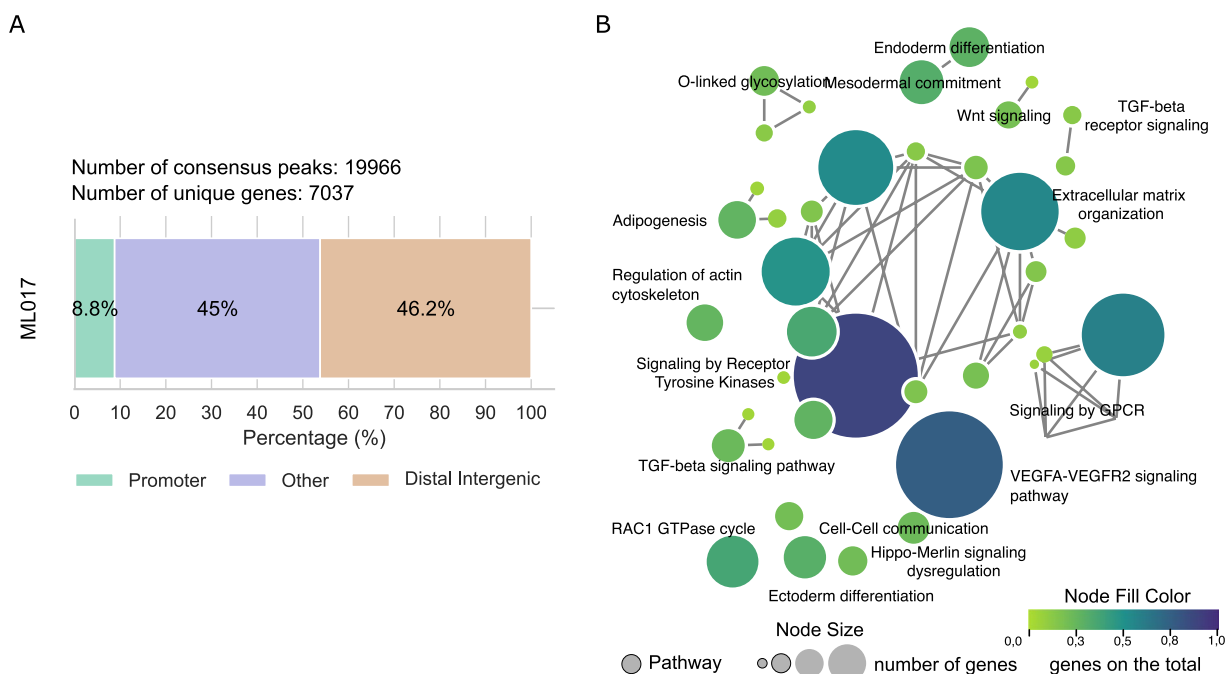 A
Number of consensus peaks: 19966
Number of unique genes: 7037
ML017
8.8%
45%
46.2%
0 10 20 30 40 50 60 70 80 90 100
Percentage (%)
Promoter
Other
Distal Intergenic
B
Endoderm differentiation
O-linked glycosylation
Mesodermal commitment
Wnt signaling
TGF-beta
receptor signaling
Extracellular matrix
organization
Adipogenesis
Regulation of actin
cytoskeleton
Signaling by Receptor
Tyrosine Kinases
Signaling by GPCR
TGF-beta signaling pathway
VEGFA-VEGFR2 signaling
pathway
RAC1 GTPase cycle
Cell-Cell communication
Hippo-Merlin signaling
dysregulation
Ectoderm differentiation
Node Fill Color
0,0 0,3 0,5 0,8 1,0
genes on the total
Node Size
Pathway
number of genes